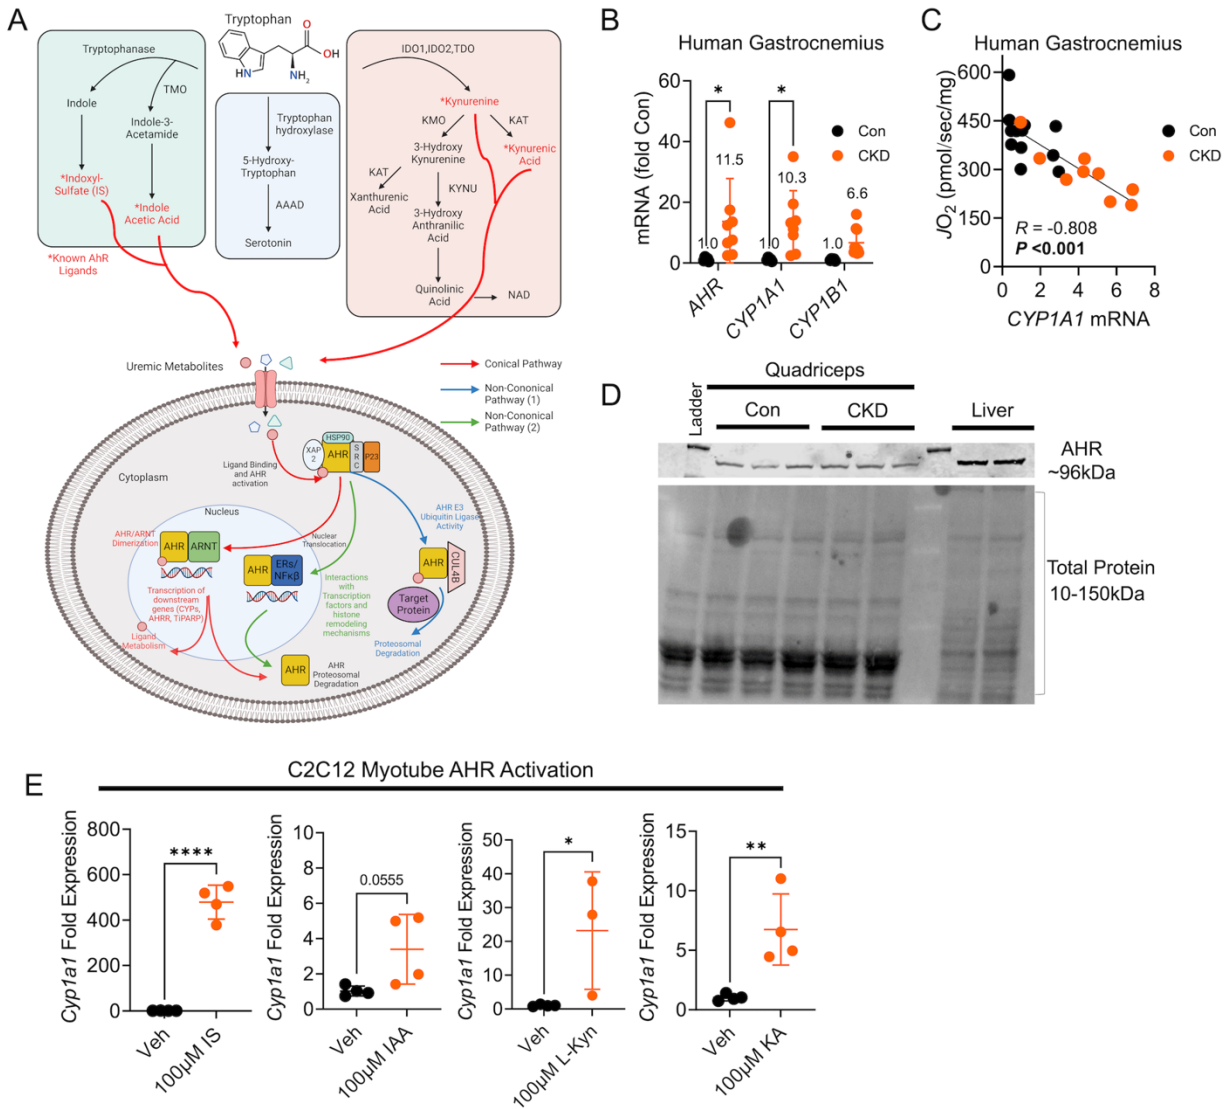 A
Tryptophan
O
OH
NH2
HN
Tryptophanase
TMO
Indole
Indole-3-
Acetamide
*Indoxyl-
Sulfate (IS)
*Indole
Acetic Acid
*Known AhR
Ligands
Tryptophan
hydroxylase
5-Hydroxy-
Tryptophan
AAAD
Serotonin
IDO1,IDO2,TDO
*Kynurenine
KMO
KAT
3-Hydroxy
Kynurenine
*Kynurenic
Acid
KAT
KYNU
Xanthurenic
Acid
3-Hydroxy
Anthranilic
Acid
Quinolinic
Acid
NAD
Uremic Metabolites
Conical Pathway
Non-Cononical
Pathway (1)
Non-Cononical
Pathway (2)
Cytoplasm
Ligand Binding
and AHR
activation
XAP
2
HSP90
AHR
S
R
C
P23
Nucleus
AHR/ARNT
Dimerization
AHR
ARNT
Nuclear
Translocation
AHR
ERs/
NFκβ
AHR E3
Ubiquitin Ligase
Activity
AHR
CUL4B
Target
Protein
Proteosomal
Degradation
Transcription of
downstream
genes (CYPs,
AHRR, TiPARP)
Interactions
with
Transcription
factors and
histone
remodeling
mechanisms
Ligand
Metabolism
AHR
AHR
Proteosomal
Degradation
B
Human Gastrocnemius
mRNA (fold Con)
60
40
20
0
*
*
11.5
10.3
6.6
1.0
1.0
1.0
Con
CKD
AHR
CYP1A1
CYP1B1
C
Human Gastrocnemius
JO2 (pmol/sec/mg)
600
450
300
150
0
R = -0.808
P <0.001
Con
CKD
0
2
4
6
8
CYP1A1 mRNA
D
Quadriceps
Ladder
Con
CKD
Liver
AHR
~96kDa
Total Protein
10-150kDa
E
C2C12 Myotube AHR Activation
Cyp1a1 Fold Expression
800
600
400
200
0
****
Veh
100µM IS
Cyp1a1 Fold Expression
10
8
6
4
2
0
0.0555
Veh
100µM IAA
Cyp1a1 Fold Expression
50
40
30
20
10
0
*
Veh
100µM L-Kyn
Cyp1a1 Fold Expression
15
10
5
0
**
Veh
100µM KA